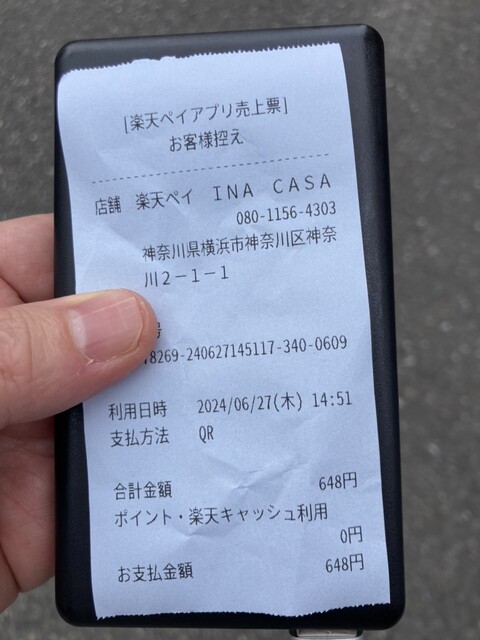 [楽天ペイアプリ売上票]
お客様控え
店舗 楽天ペイ INA CASA
080-1156-4303
神奈川県横浜市神奈川区神奈
川2-1-1
号
8269-240627145117-340-0609
利用日時 2024/06/27(木) 14:51
支払方法 QR
合計金額 648円
ポイント・楽天キャッシュ利用
0円
お支払金額 648円